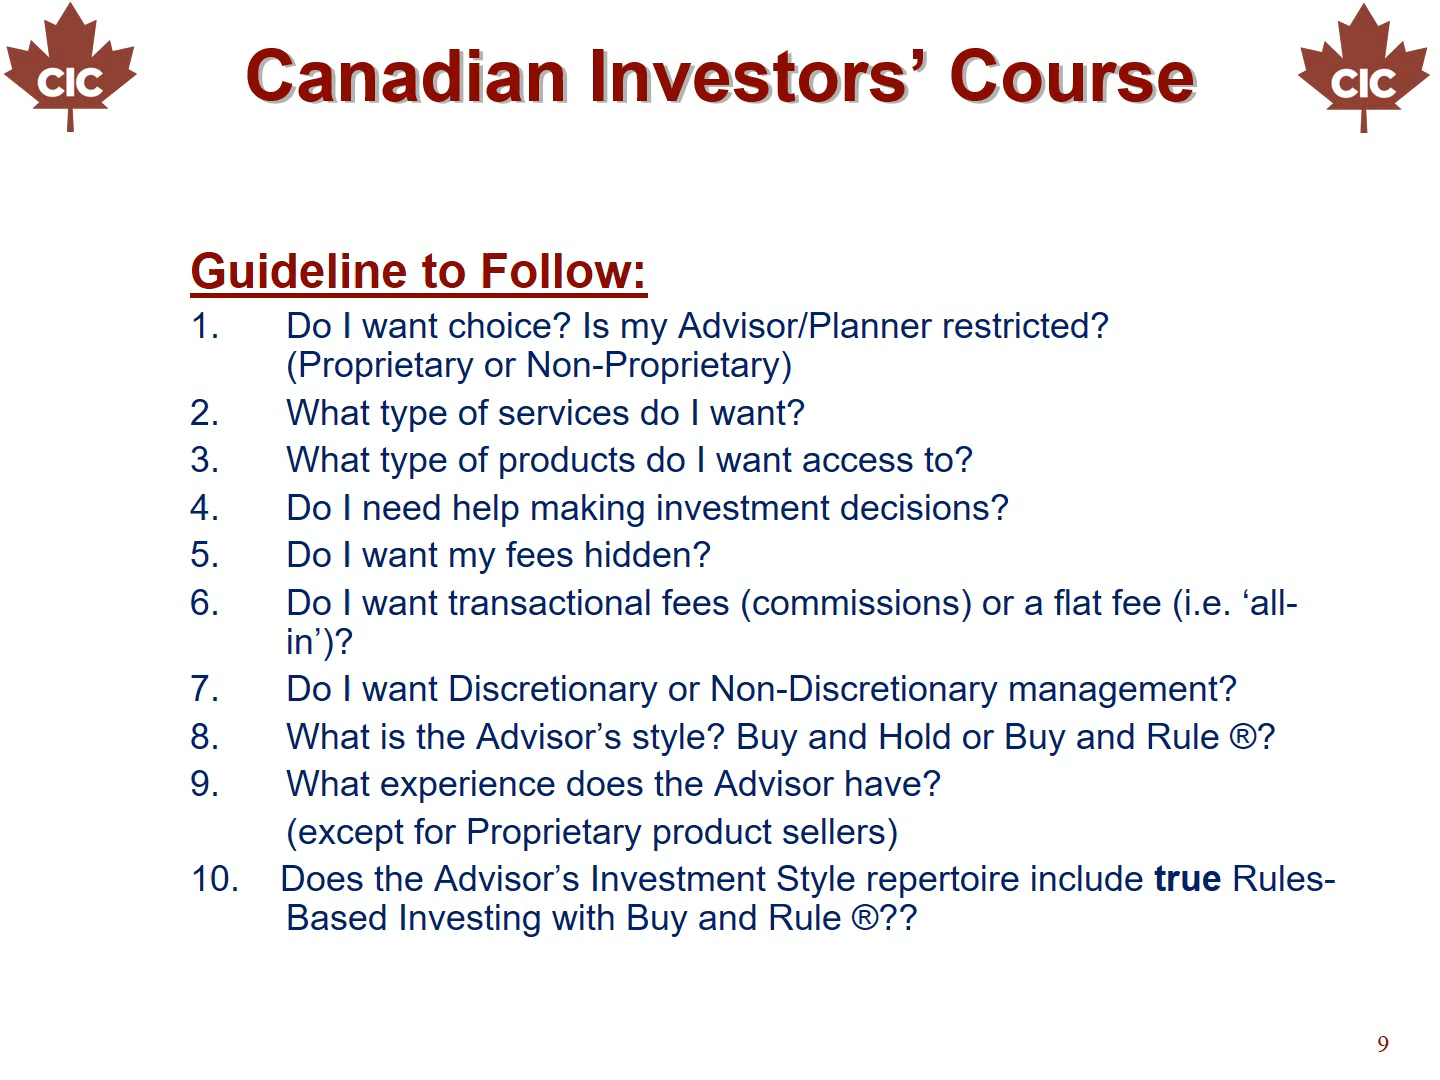 CIC
Canadian Investors’ Course
CIC
Guideline to Follow:
1. Do I want choice? Is my Advisor/Planner restricted?
(Proprietary or Non-Proprietary)
2. What type of services do I want?
3. What type of products do I want access to?
4. Do I need help making investment decisions?
5. Do I want my fees hidden?
6. Do I want transactional fees (commissions) or a flat fee (i.e. ‘all-
in’)?
7. Do I want Discretionary or Non-Discretionary management?
8. What is the Advisor’s style? Buy and Hold or Buy and Rule ®?
9. What experience does the Advisor have?
(except for Proprietary product sellers)
10. Does the Advisor’s Investment Style repertoire include true Rules-
Based Investing with Buy and Rule ®??
9